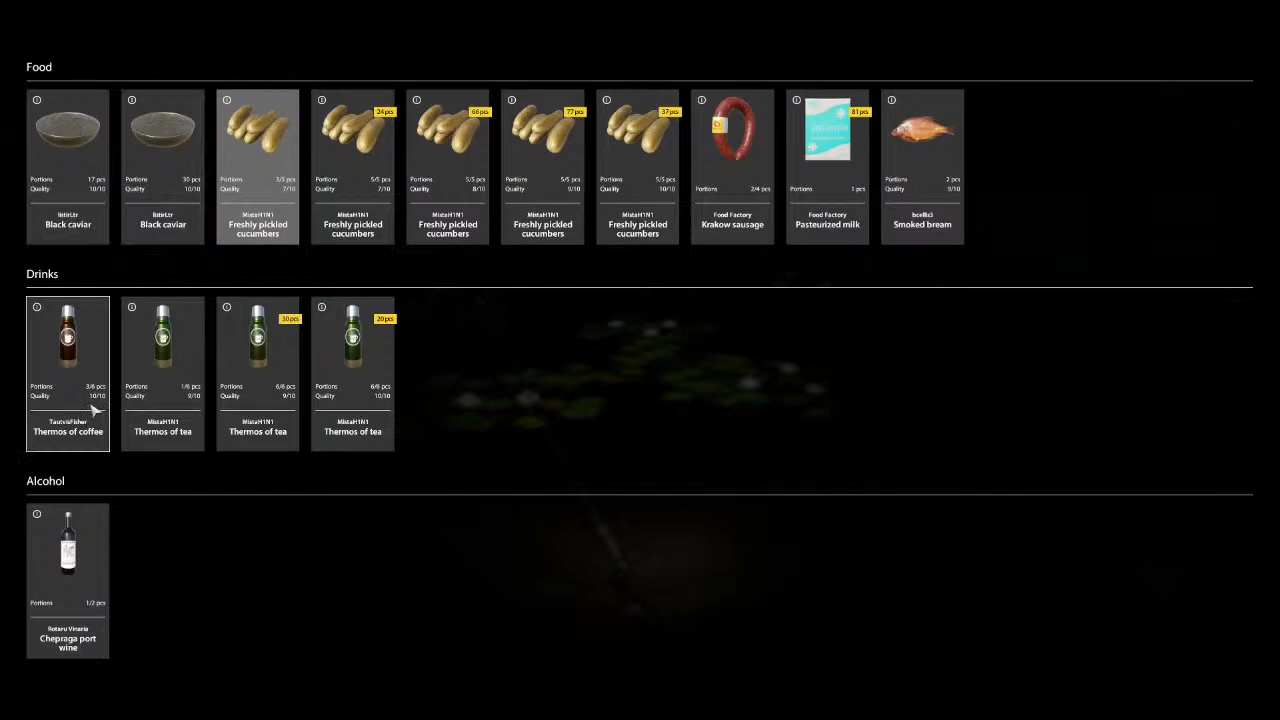 Food
24 pcs
66 pcs
77 pcs
37 pcs
81 pcs
Portions 17 pcs
Quality 10/10
Portions 30 pcs
Quality 10/10
Portions 3/5 pcs
Quality 7/10
Portions 5/5 pcs
Quality 7/10
Portions 5/5 pcs
Quality 8/10
Portions 5/5 pcs
Quality 9/10
Portions 5/5 pcs
Quality 10/10
Portions 2/4 pcs
Portions 1 pcs
Portions 2 pcs
Quality 9/10
Black caviar
Black caviar
MistaH1N1
Freshly pickled
cucumbers
MistaH1N1
Freshly pickled
cucumbers
MistaH1N1
Freshly pickled
cucumbers
MistaH1N1
Freshly pickled
cucumbers
MistaH1N1
Freshly pickled
cucumbers
Food Factory
Krakow sausage
Food Factory
Pasteurized milk
bcellis3
Smoked bream
Drinks
30 pcs
20 pcs
Portions 3/6 pcs
Quality 10/10
Portions 1/6 pcs
Quality 9/10
Portions 6/6 pcs
Quality 9/10
Portions 6/6 pcs
Quality 10/10
TautvisFisher
Thermos of coffee
MistaH1N1
Thermos of tea
MistaH1N1
Thermos of tea
MistaH1N1
Thermos of tea
Alcohol
Portions 1/2 pcs
Rotaru Vinaria
Chepraga port
wine